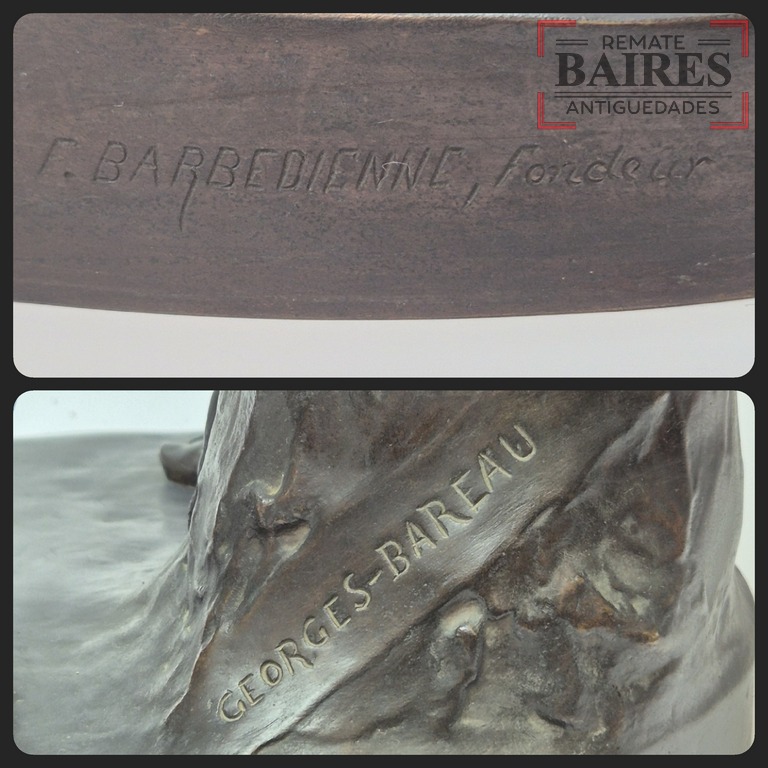 REMATE
BAIRES
ANTIGUEDADES
F. BARBEDIENNE, Fondeur
GEORGES-BAREAU